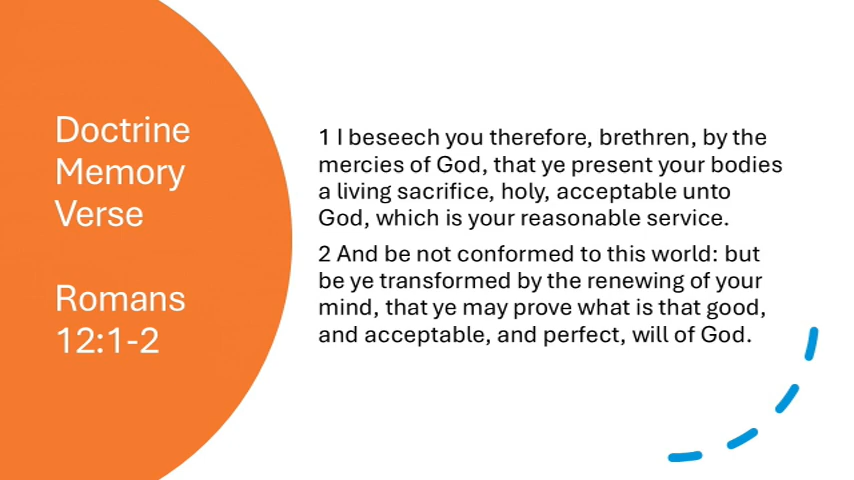 Doctrine
Memory
Verse
Romans
12:1-2
1 I beseech you therefore, brethren, by the
mercies of God, that ye present your bodies
a living sacrifice, holy, acceptable unto
God, which is your reasonable service.
2 And be not conformed to this world: but
be ye transformed by the renewing of your
mind, that ye may prove what is that good,
and acceptable, and perfect, will of God.